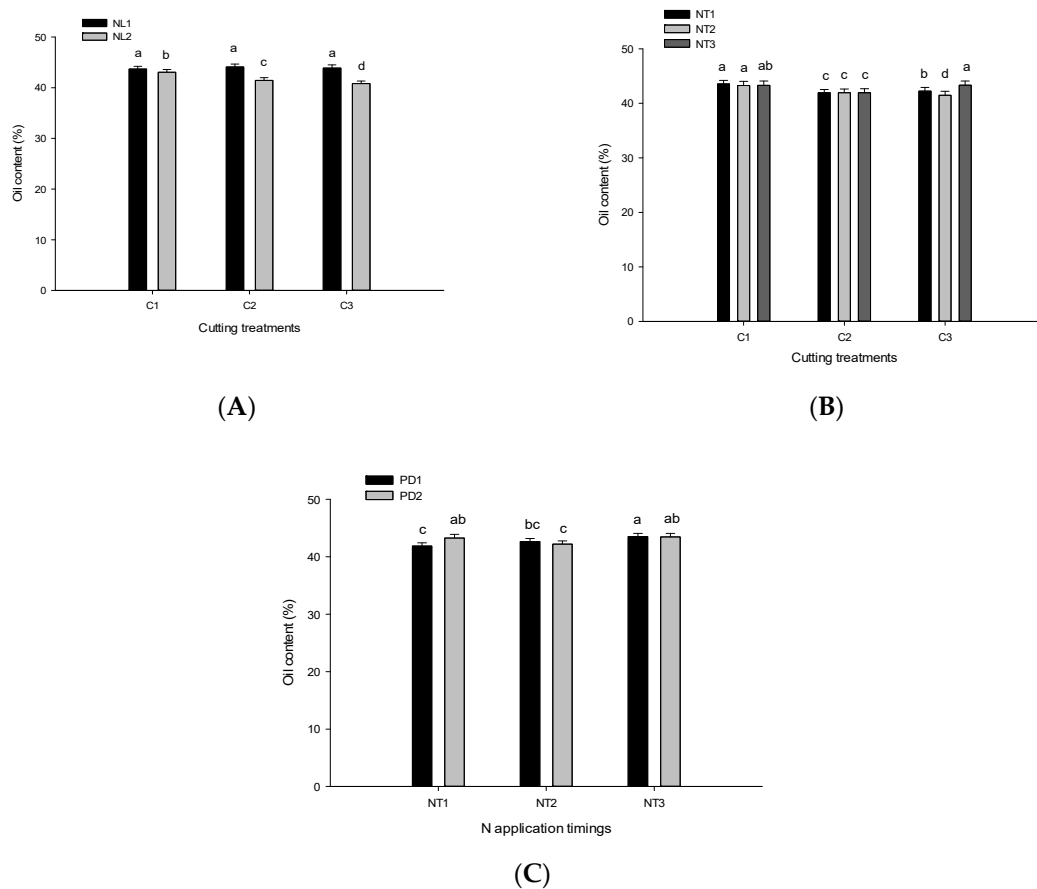 NL1
NL2
50
40
30
20
10
0
Oil content (%)
a b a c a d
C1 C2 C3
Cutting treatments
(A)
NT1
NT2
NT3
50
40
30
20
10
0
Oil content (%)
a a ab c c c b d a
C1 C2 C3
Cutting treatments
(B)
PD1
PD2
50
40
30
20
10
0
Oil content (%)
c ab bc c a ab
NT1 NT2 NT3
N application timings
(C)